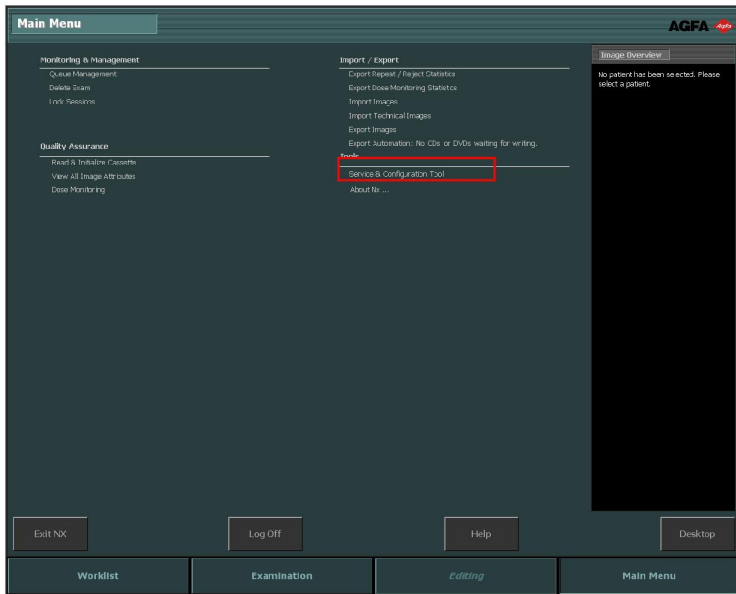 Main Menu
AGFA
Monitoring & Management
Queue Management
Delete Exam
Lock Sessions
Quality Assurance
Read & Initialize Cassette
View All Image Attributes
Dose Monitoring
Import / Export
Export Repeat / Reject Statistics
Export Dose Monitoring Statistics
Import Images
Import Technical Images
Export Images
Export Automation: No CDs or DVDs waiting for writing.
Tools
Service & Configuration Tool
About Nx ...
Image Overview
No patient has been selected. Please
select a patient.
Exit NX
Log Off
Help
Desktop
Worklist
Examination
Editing
Main Menu